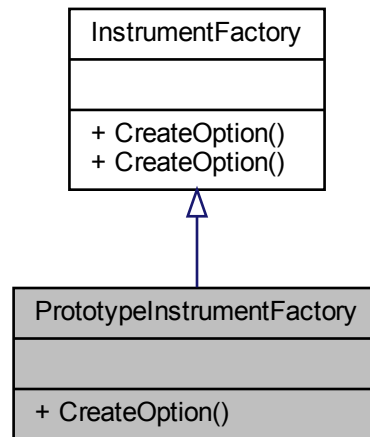 InstrumentFactory
+ CreateOption()
+ CreateOption()
PrototypeInstrumentFactory
+ CreateOption()